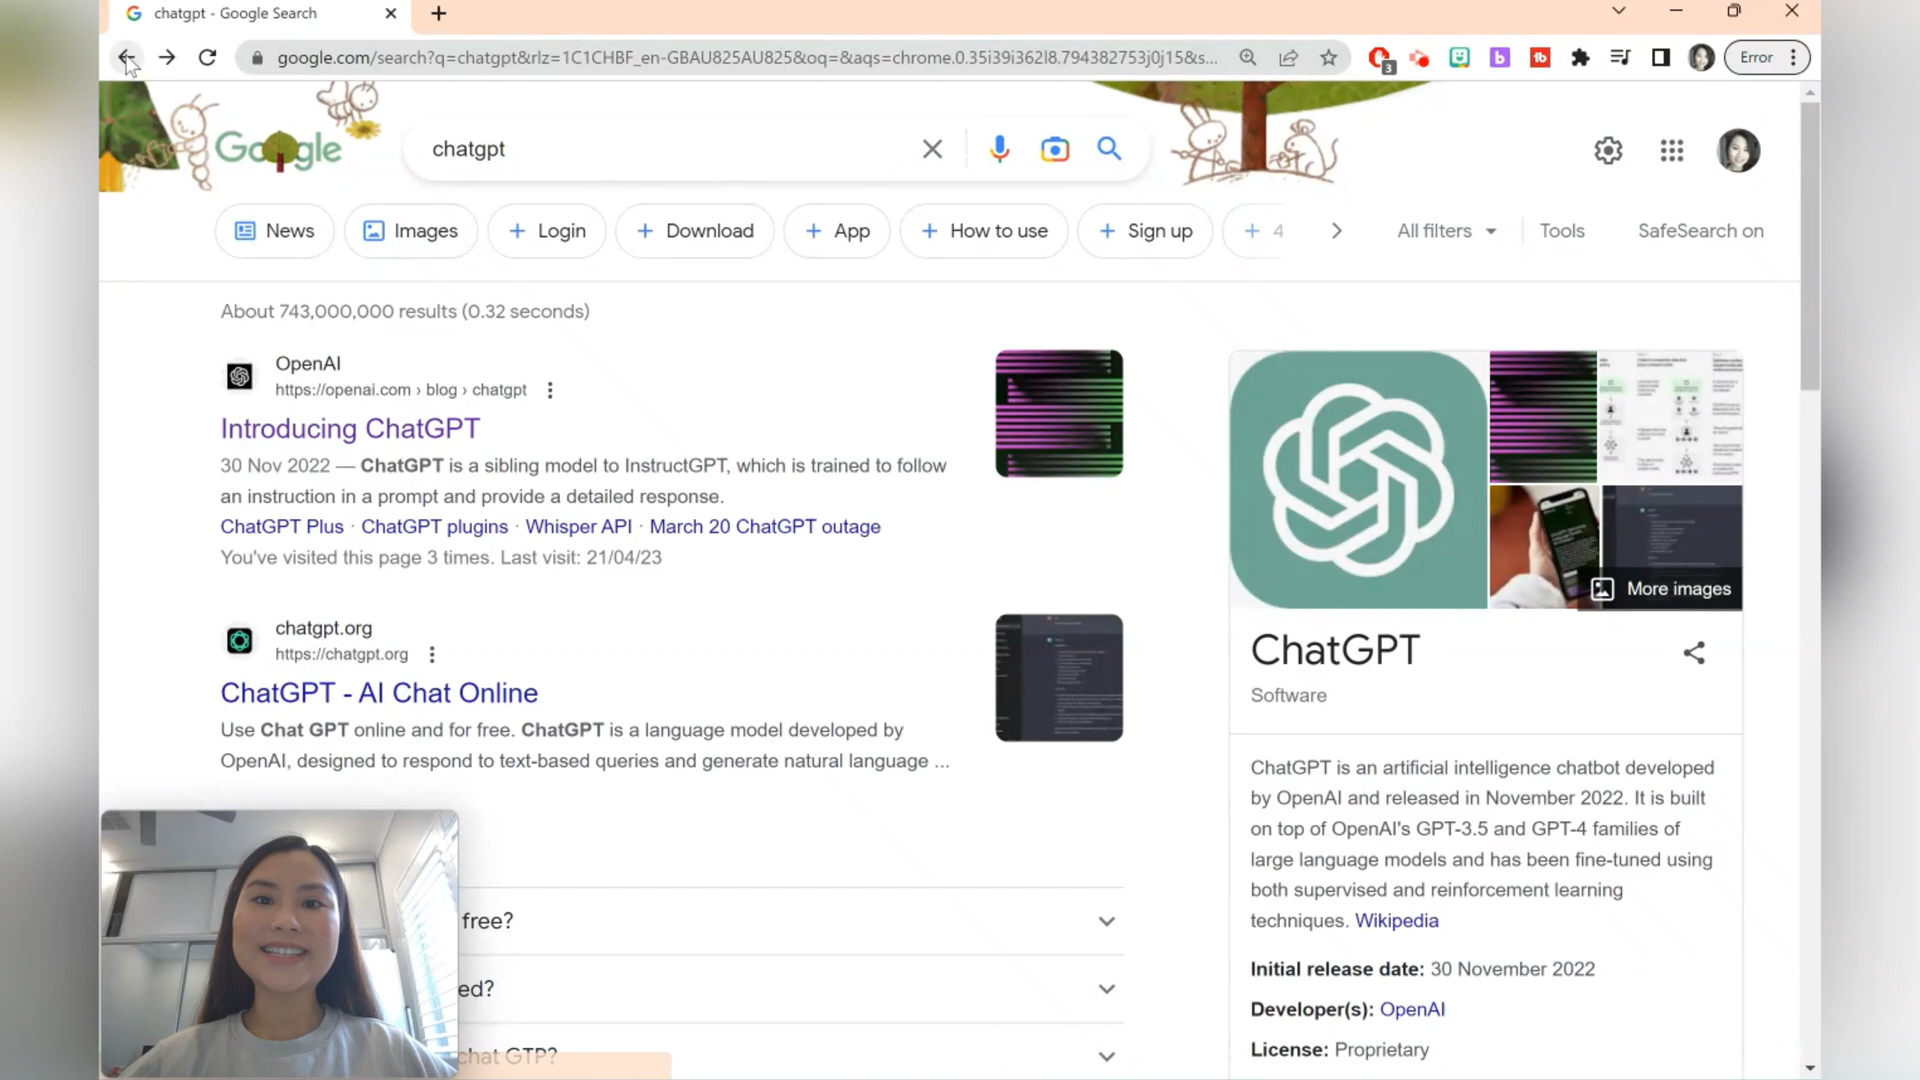 chatgpt - Google Search
google.com/search?q=chatgpt&rlz=1C1CHBF_en-GBAU825AU825&oq=&aqs=chrome.0.35i39i362l8.794382753j0j15&s...
3
Error
Google
chatgpt
News
Images
Login
Download
App
How to use
Sign up
4
All filters
Tools
SafeSearch on
About 743,000,000 results (0.32 seconds)
OpenAI
https://openai.com › blog › chatgpt
Introducing ChatGPT
30 Nov 2022 — ChatGPT is a sibling model to InstructGPT, which is trained to follow
an instruction in a prompt and provide a detailed response.
ChatGPT Plus · ChatGPT plugins · Whisper API · March 20 ChatGPT outage
You've visited this page 3 times. Last visit: 21/04/23
chatgpt.org
https://chatgpt.org
ChatGPT - AI Chat Online
Use Chat GPT online and for free. ChatGPT is a language model developed by
OpenAI, designed to respond to text-based queries and generate natural language ...
free?
ed?
chat GTP?
More images
ChatGPT
Software
ChatGPT is an artificial intelligence chatbot developed
by OpenAI and released in November 2022. It is built
on top of OpenAI's GPT-3.5 and GPT-4 families of
large language models and has been fine-tuned using
both supervised and reinforcement learning
techniques. Wikipedia
Initial release date: 30 November 2022
Developer(s): OpenAI
License: Proprietary